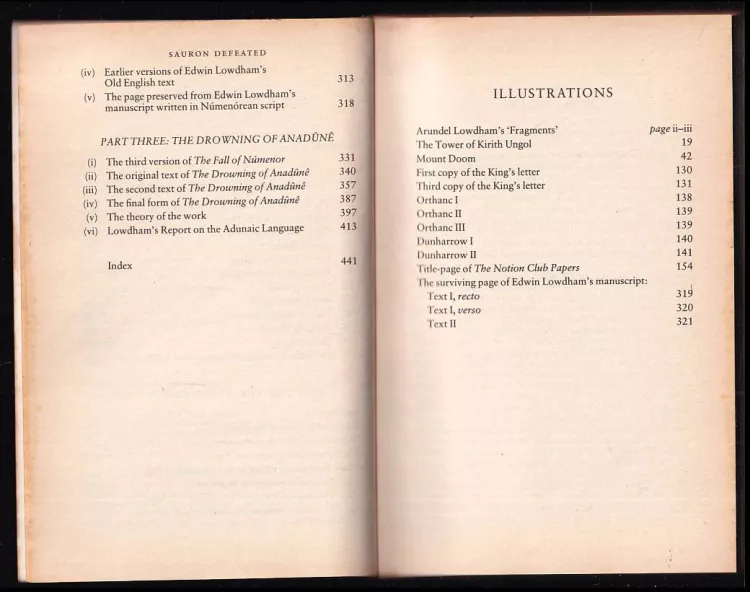 SAURON DEFEATED
(iv) Earlier versions of Edwin Lowdham's
Old English text 313
(v) The page preserved from Edwin Lowdham's
manuscript written in Númenórean script 318
PART THREE: THE DROWNING OF ANADÛNÊ
(i) The third version of The Fall of Númenor 331
(ii) The original text of The Drowning of Anadûnê 340
(iii) The second text of The Drowning of Anadûnê 357
(iv) The final form of The Drowning of Anadûnê 387
(v) The theory of the work 397
(vi) Lowdham's Report on the Adunaic Language 413
Index 441
ILLUSTRATIONS
Arundel Lowdham's ‘Fragments’ page ii–iii
The Tower of Kirith Ungol 19
Mount Doom 42
First copy of the King's letter 130
Third copy of the King's letter 131
Orthanc I 138
Orthanc II 139
Orthanc III 139
Dunharrow I 140
Dunharrow II 141
Title-page of The Notion Club Papers 154
The surviving page of Edwin Lowdham's manuscript:
Text I, recto 319
Text I, verso 320
Text II 321